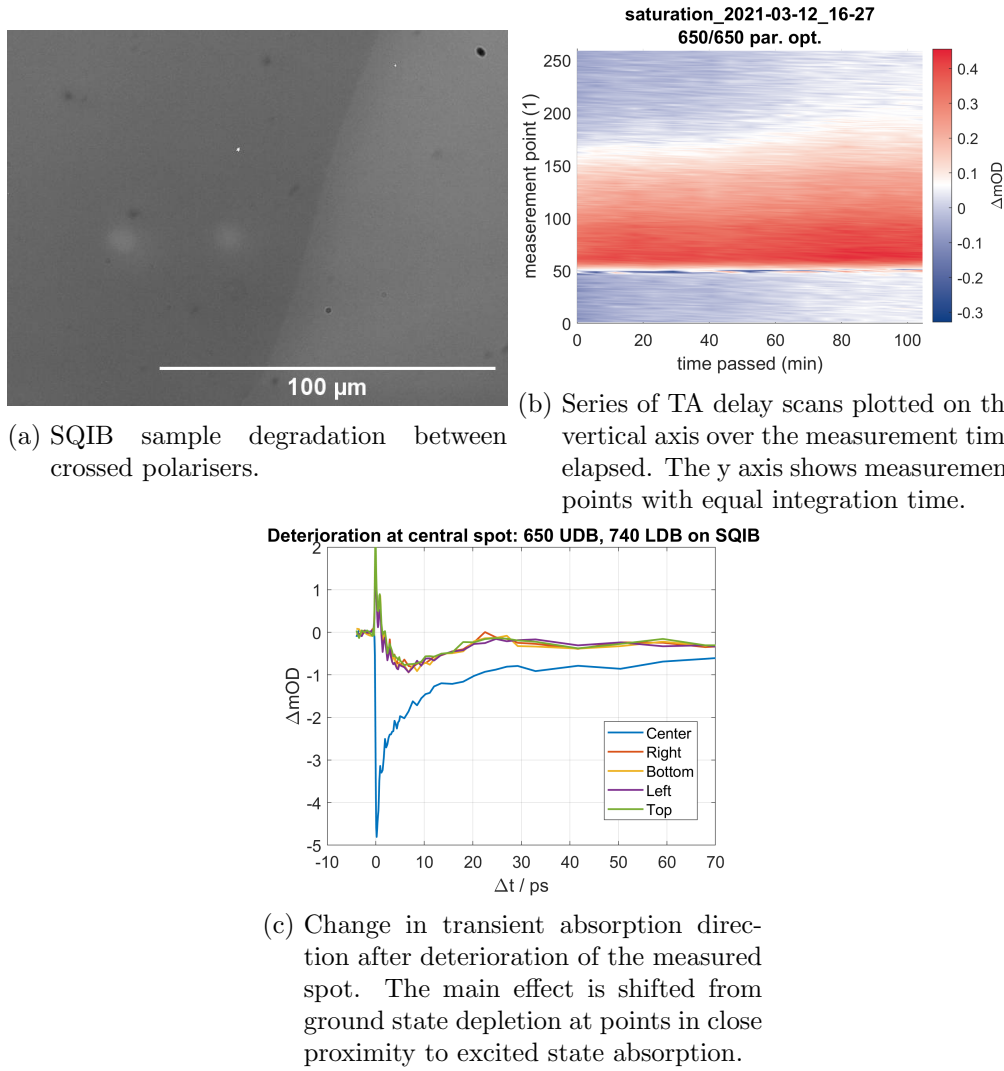 100 µm
(a) SQIB sample degradation between
crossed polarisers.
saturation_2021-03-12_16-27
650/650 par. opt.
measurement point (1)
250
200
150
100
50
0
0 20 40 60 80 100
time passed (min)
0.4
0.3
0.2
0.1
0
-0.1
-0.2
-0.3
ΔmOD
(b) Series of TA delay scans plotted on th
vertical axis over the measurement tim
elapsed. The y axis shows measuremen
points with equal integration time.
Deterioration at central spot: 650 UDB, 740 LDB on SQIB
ΔmOD
2
1
0
-1
-2
-3
-4
-5
-10 0 10 20 30 40 50 60 70
Δt / ps
Center
Right
Bottom
Left
Top
(c) Change in transient absorption direc-
tion after deterioration of the measured
spot. The main effect is shifted from
ground state depletion at points in close
proximity to excited state absorption.